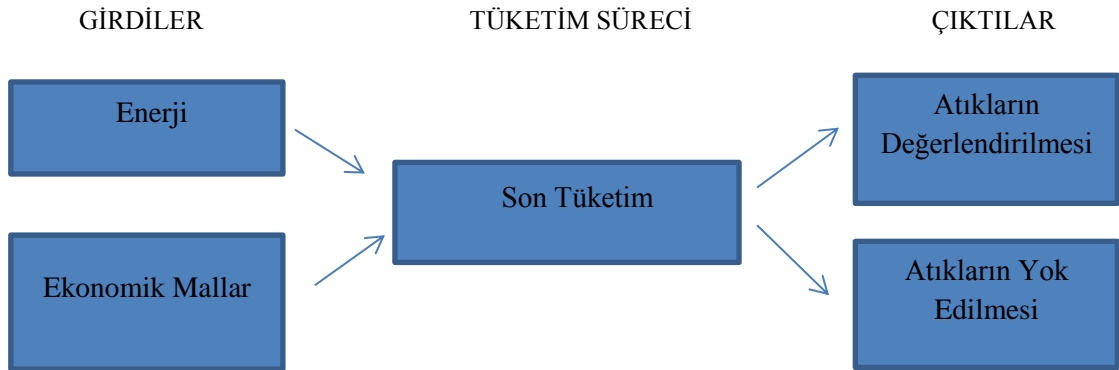 GİRDİLER
TÜKETİM SÜRECİ
ÇIKTILAR
Enerji
Ekonomik Mallar
Son Tüketim
Atıkların
Değerlendirilmesi
Atıkların Yok
Edilmesi